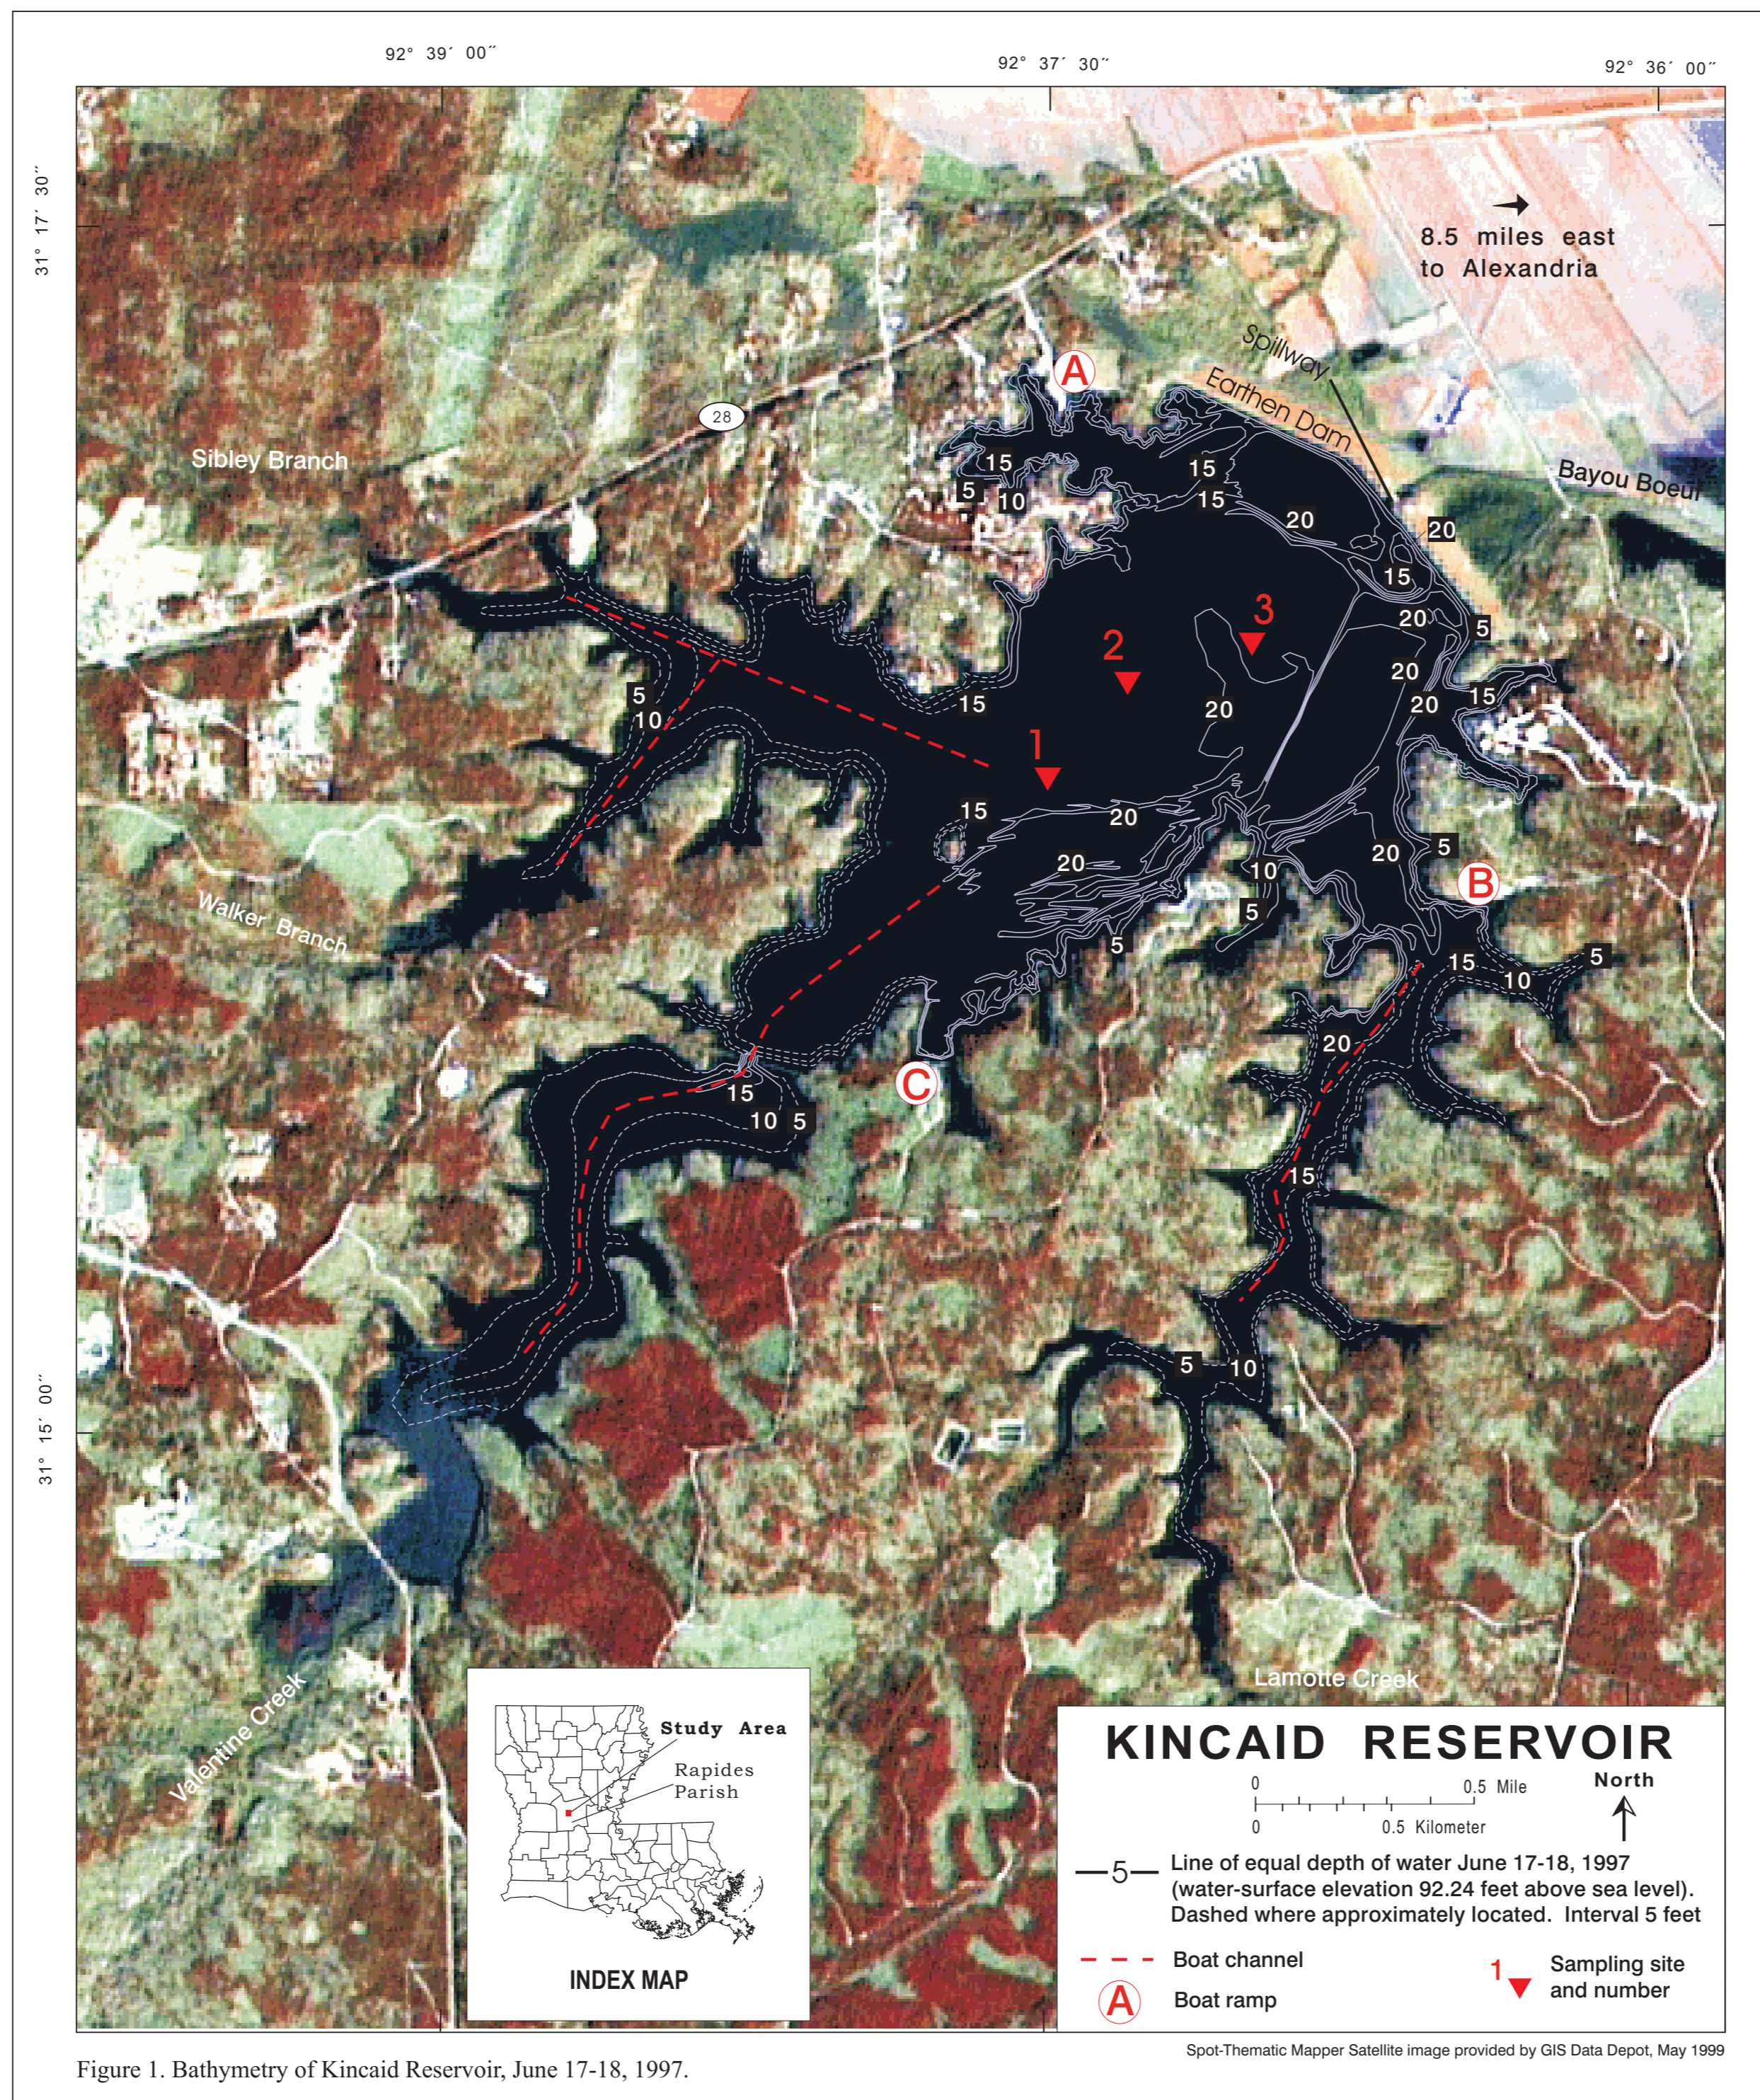 92° 39′ 00″
92° 37′ 30″
92° 36′ 00″
31° 17′ 30″
8.5 miles east
to Alexandria
Spillway
A
Earthen Dam
28
Sibley Branch
Bayou Boeuf
15
15
5
10
15
20
20
15
3
20
5
2
20
5
15
15
20
10
20
1
15
20
5
20
20
10
B
Walker Branch
5
5
15
5
10
20
C
15
10
5
15
5
10
31° 15′ 00″
Valentine Creek
Lamotte Creek
Study Area
Rapides
Parish
INDEX MAP
KINCAID RESERVOIR
0
0.5 Mile
0
0.5 Kilometer
North
5
Line of equal depth of water June 17-18, 1997
(water-surface elevation 92.24 feet above sea level).
Dashed where approximately located. Interval 5 feet
Boat channel
1
Sampling site
and number
A
Boat ramp
Spot-Thematic Mapper Satellite image provided by GIS Data Depot, May 1999
Figure 1. Bathymetry of Kincaid Reservoir, June 17-18, 1997.